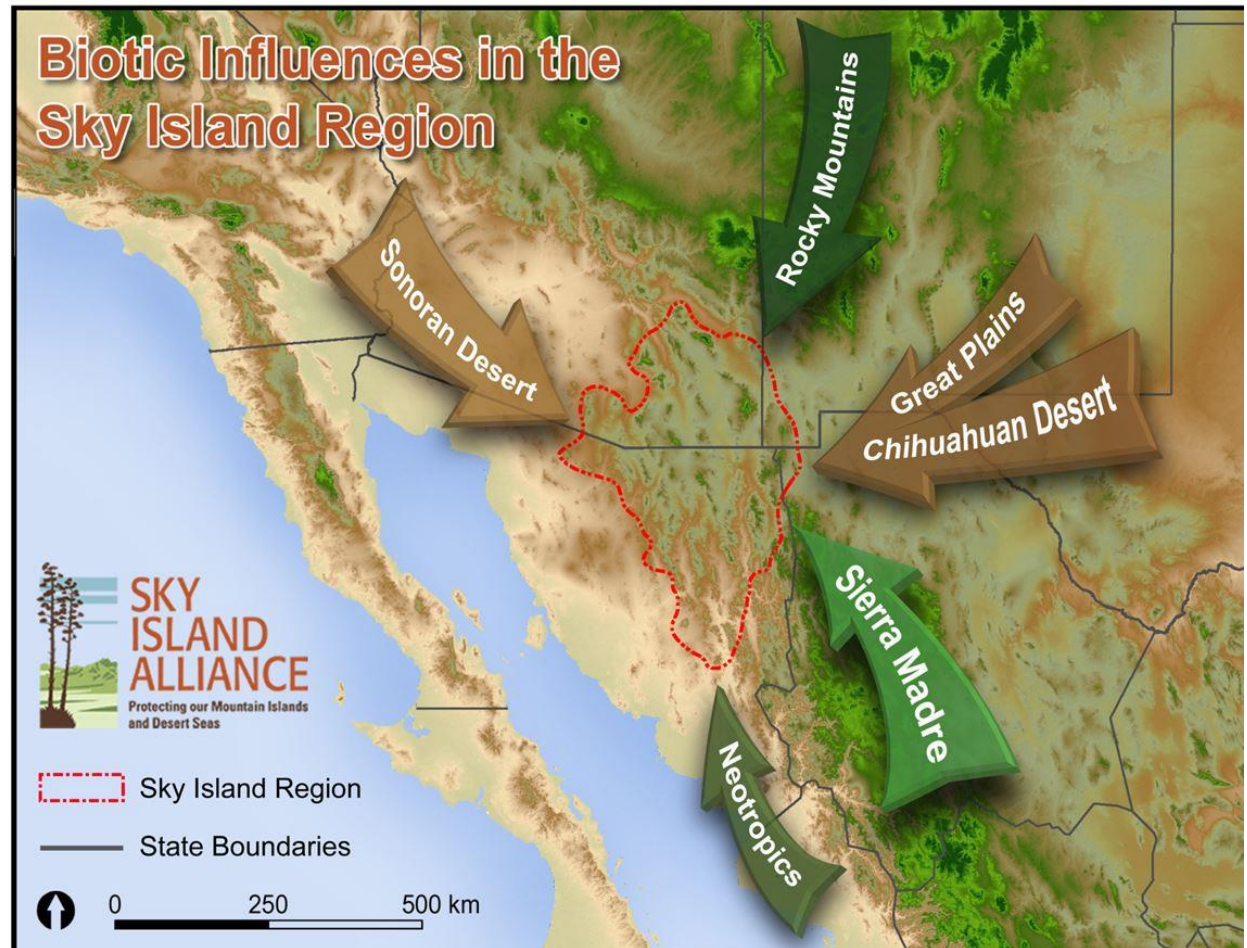 Biotic Influences in the
Sky Island Region
Rocky Mountains
Sonoran Desert
Great Plains
Chihuahuan Desert
Sierra Madre
Neotropics
SKY
ISLAND
ALLIANCE
Protecting our Mountain Islands
and Desert Seas
Sky Island Region
State Boundaries
0 250 500 km